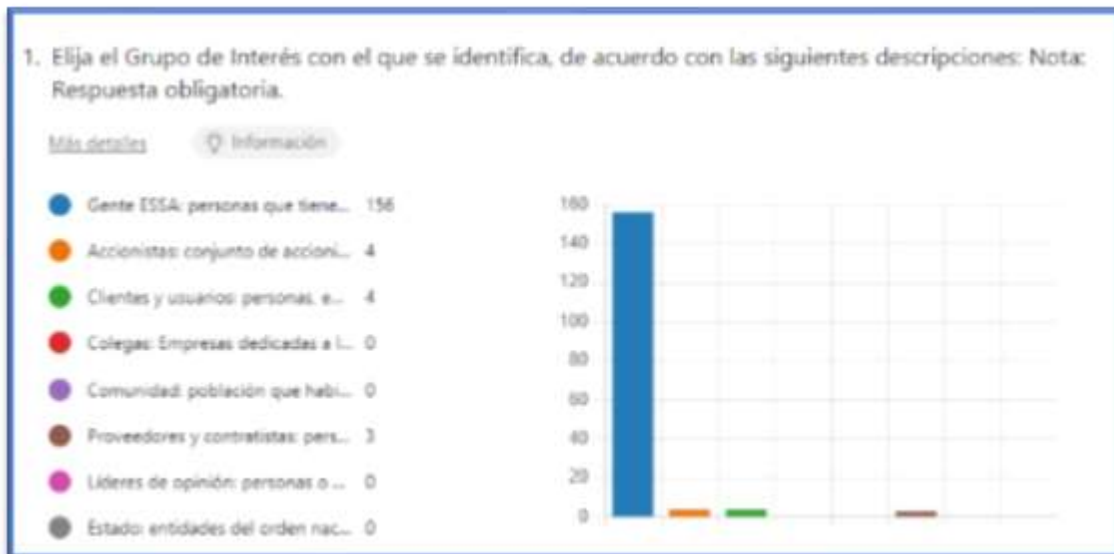 1. Elija el Grupo de Interés con el que se identifica, de acuerdo con las siguientes descripciones: Nota:
Respuesta obligatoria.
Más detalles
Información
Gente ESSA: personas que tiene... 156
Accionistas: conjunto de accioni... 4
Clientes y usuarios: personas, e... 4
Colegas: Empresas dedicadas a l... 0
Comunidad: población que habi... 0
Proveedores y contratistas: pers... 3
Líderes de opinión: personas o ... 0
Estado: entidades del orden nac... 0
160
140
120
100
80
60
40
20
0